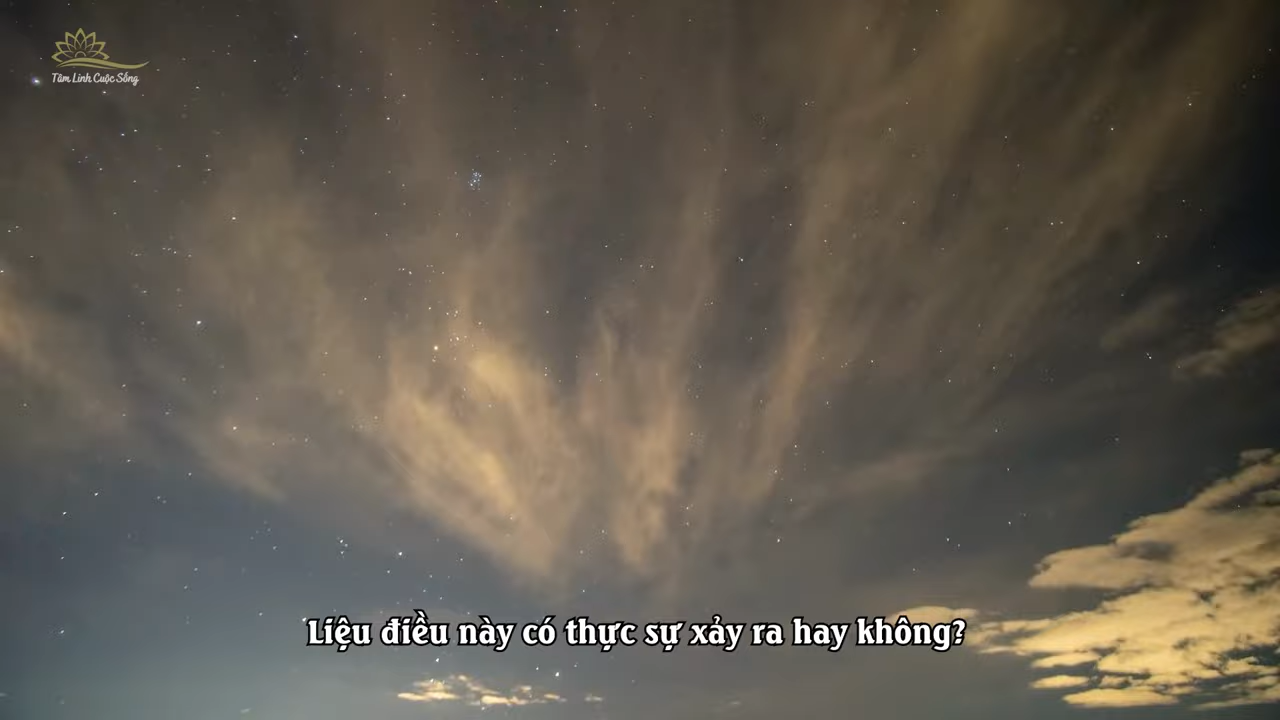 Tâm Linh Cuộc Sống
Liệu điều này có thực sự xảy ra hay không?